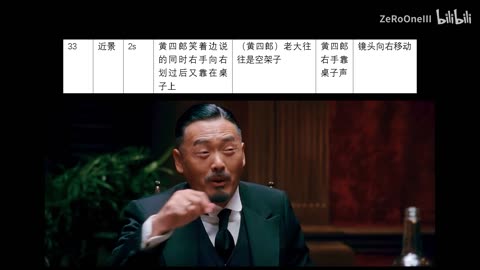 ZeRoOneIII bilibili
33 近景 2s 黄四郎笑着边说 （黄四郎）老大往 黄四郎 镜头向右移动
的同时右手向右 往是空架子 右手靠
划过后又靠在桌 桌子声
子上